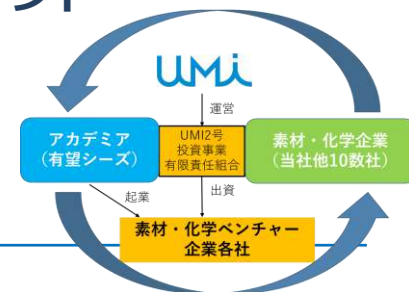 UMi
運営
アカデミア
(有望シーズ)
UMI2号
投資事業
有限責任組合
素材・化学企業
(当社他10数社)
起業
出資
素材・化学ベンチャー
企業各社